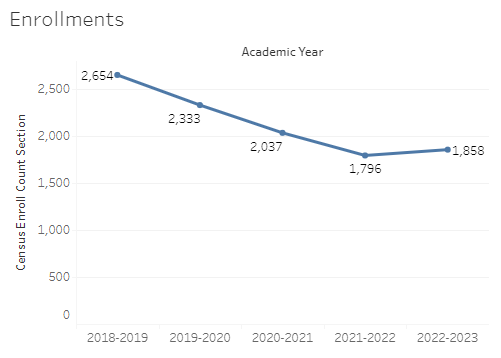 Enrollments
Academic Year
Census Enroll Count Section
2,500
2,000
1,500
1,000
500
0
2,654
2,333
2,037
1,796
1,858
2018-2019 2019-2020 2020-2021 2021-2022 2022-2023